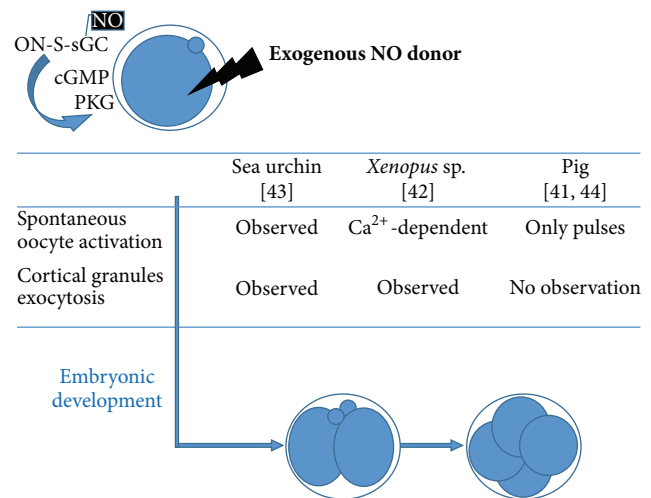 NO
ON-S-sGC
cGMP
PKG
Exogenous NO donor
Sea urchin
[43]
Xenopus sp.
[42]
Pig
[41, 44]
Spontaneous
oocyte activation
Observed
Ca²⁺-dependent
Only pulses
Cortical granules
exocytosis
Observed
Observed
No observation
Embryonic
development